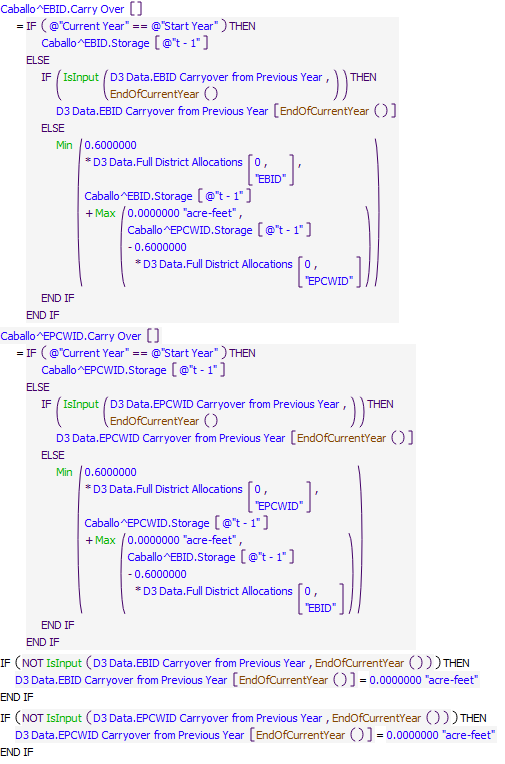 Caballo^EBID.Carry Over []
= IF ( @"Current Year" == @"Start Year" ) THEN
Caballo^EBID.Storage [ @"t - 1" ]
ELSE
IF ( IsInput ( D3 Data.EBID Carryover from Previous Year ,
EndOfCurrentYear () ) ) THEN
D3 Data.EBID Carryover from Previous Year [ EndOfCurrentYear () ]
ELSE
Min ( 0.6000000
* D3 Data.Full District Allocations [ 0 ,
"EBID" ] ,
Caballo^EBID.Storage [ @"t - 1" ]
+ Max ( 0.0000000 "acre-feet" ,
Caballo^EPCWID.Storage [ @"t - 1" ]
- 0.6000000
* D3 Data.Full District Allocations [ 0 ,
"EPCWID" ] ) )
END IF
END IF
Caballo^EPCWID.Carry Over []
= IF ( @"Current Year" == @"Start Year" ) THEN
Caballo^EPCWID.Storage [ @"t - 1" ]
ELSE
IF ( IsInput ( D3 Data.EPCWID Carryover from Previous Year ,
EndOfCurrentYear () ) ) THEN
D3 Data.EPCWID Carryover from Previous Year [ EndOfCurrentYear () ]
ELSE
Min ( 0.6000000
* D3 Data.Full District Allocations [ 0 ,
"EPCWID" ] ,
Caballo^EPCWID.Storage [ @"t - 1" ]
+ Max ( 0.0000000 "acre-feet" ,
Caballo^EBID.Storage [ @"t - 1" ]
- 0.6000000
* D3 Data.Full District Allocations [ 0 ,
"EBID" ] ) )
END IF
END IF
IF ( NOT IsInput ( D3 Data.EBID Carryover from Previous Year , EndOfCurrentYear () ) ) THEN
D3 Data.EBID Carryover from Previous Year [ EndOfCurrentYear () ] = 0.0000000 "acre-feet"
END IF
IF ( NOT IsInput ( D3 Data.EPCWID Carryover from Previous Year , EndOfCurrentYear () ) ) THEN
D3 Data.EPCWID Carryover from Previous Year [ EndOfCurrentYear () ] = 0.0000000 "acre-feet"
END IF